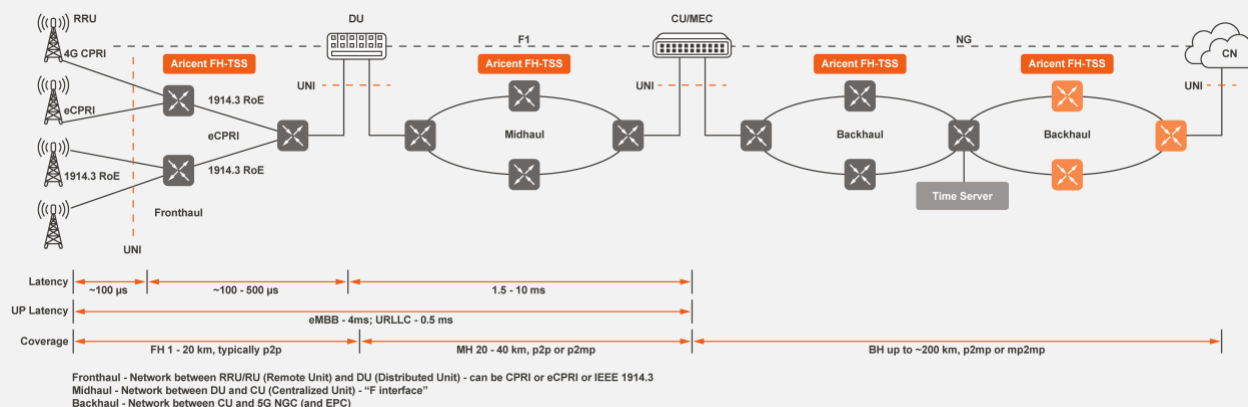 RRU
DU
CU/MEC
4G CPRI
F1
NG
CN
Aricent FH-TSS
Aricent FH-TSS
Aricent FH-TSS
Aricent FH-TSS
UNI
UNI
UNI
eCPRI
1914.3 RoE
eCPRI
Midhaul
Backhaul
Backhaul
1914.3 RoE
1914.3 RoE
Time Server
Fronthaul
UNI
Latency
~100 µs
~100 - 500 µs
1.5 - 10 ms
UP Latency
eMBB - 4ms; URLLC - 0.5 ms
Coverage
FH 1 - 20 km, typically p2p
MH 20 - 40 km, p2p or p2mp
BH up to ~200 km, p2mp or mp2mp
Fronthaul - Network between RRU/RU (Remote Unit) and DU (Distributed Unit) - can be CPRI or eCPRI or IEEE 1914.3
Midhaul - Network between DU and CU (Centralized Unit) - “F interface”
Backhaul - Network between CU and 5G NGC (and EPC)